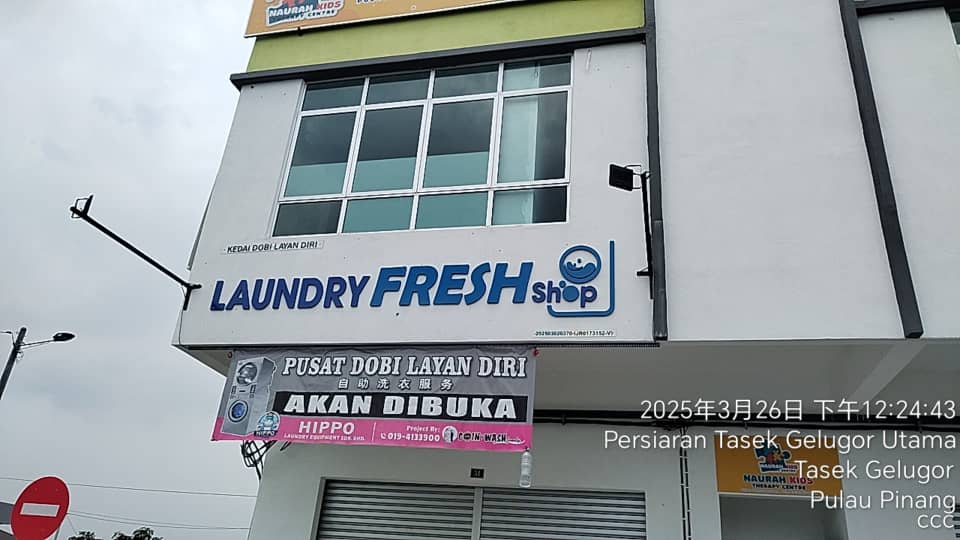 NAURAH KIDS
KEDAI DOBI LAYAN DIRI
LAUNDRY FRESH Shop
PUSAT DOBI LAYAN DIRI
自助洗衣服务
AKAN DIBUKA
HIPPO
HIPPO
LAUNDRY EQUIPMENT SDN. BHD.
Project By:
019-4133900
COIN WASH
31
NAURAH KIDS
THERAPY CENTRE
2025年3月26日 下午12:24:43
Persiaran Tasek Gelugor Utama
Tasek Gelugor
Pulau Pinang
CCC